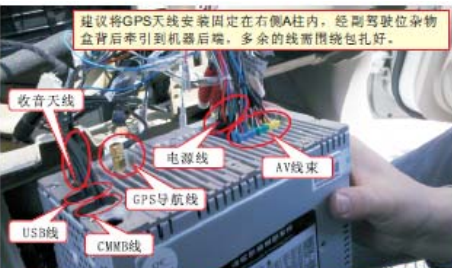 建议将GPS天线安装固定在右侧A柱内，经副驾驶位杂物
盒背后牵引到机器后端，多余的线需围绕包扎好。
收音天线
电源线
AV线束
GPS导航线
USB线
CMMB线